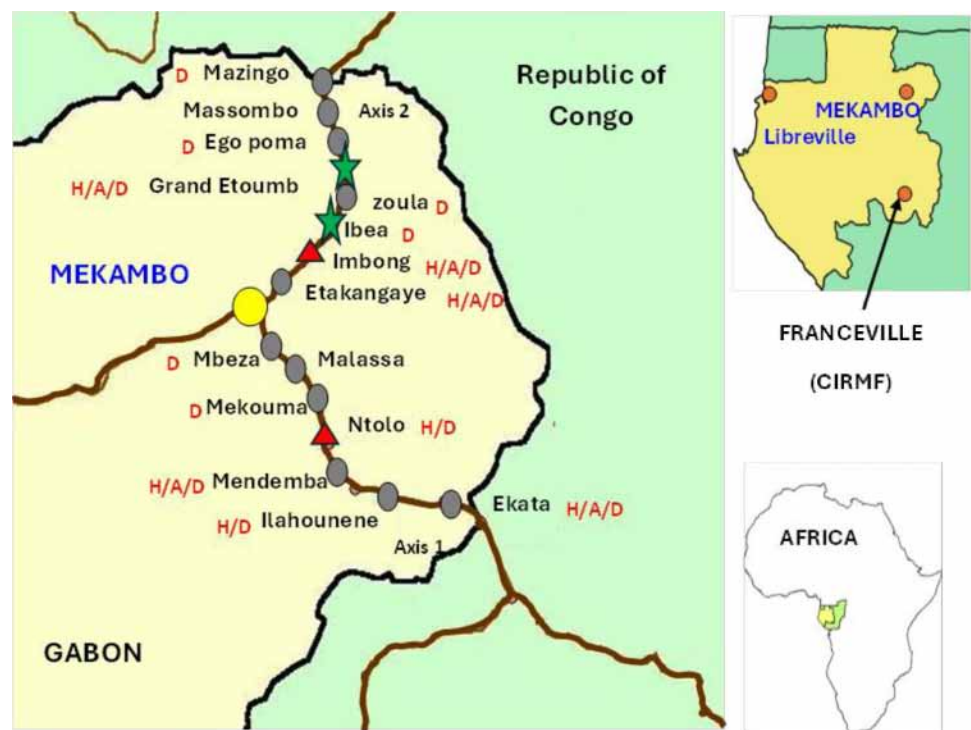 D Mazingo
Republic of
Congo
Massombo
Axis 2
D Ego poma
H/A/D Grand Etoumb
zoula D
Ibea D
Imbong H/A/D
MEKAMBO
Etakangaye H/A/D
D Mbeza
Malassa
D Mekouma
Ntolo H/D
H/A/D Mendemba
Ekata H/A/D
H/D Ilahounene
Axis 1
GABON
MEKAMBO
Libreville
FRANCEVILLE
(CIRMF)
AFRICA